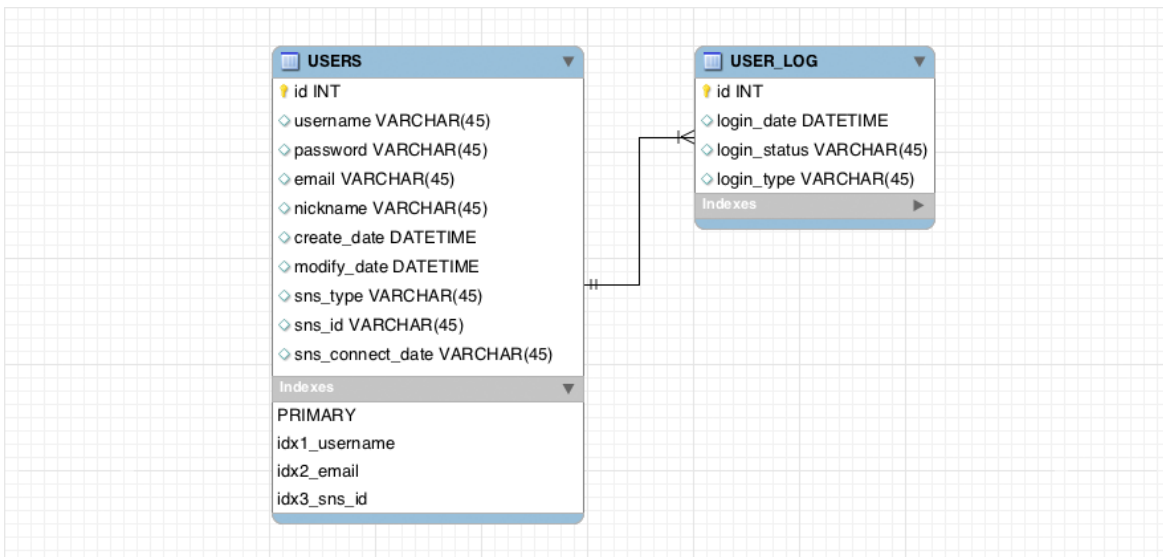 USERS
id INT
username VARCHAR(45)
password VARCHAR(45)
email VARCHAR(45)
nickname VARCHAR(45)
create_date DATETIME
modify_date DATETIME
sns_type VARCHAR(45)
sns_id VARCHAR(45)
sns_connect_date VARCHAR(45)
Indexes
PRIMARY
idx1_username
idx2_email
idx3_sns_id
USER_LOG
id INT
login_date DATETIME
login_status VARCHAR(45)
login_type VARCHAR(45)
Indexes